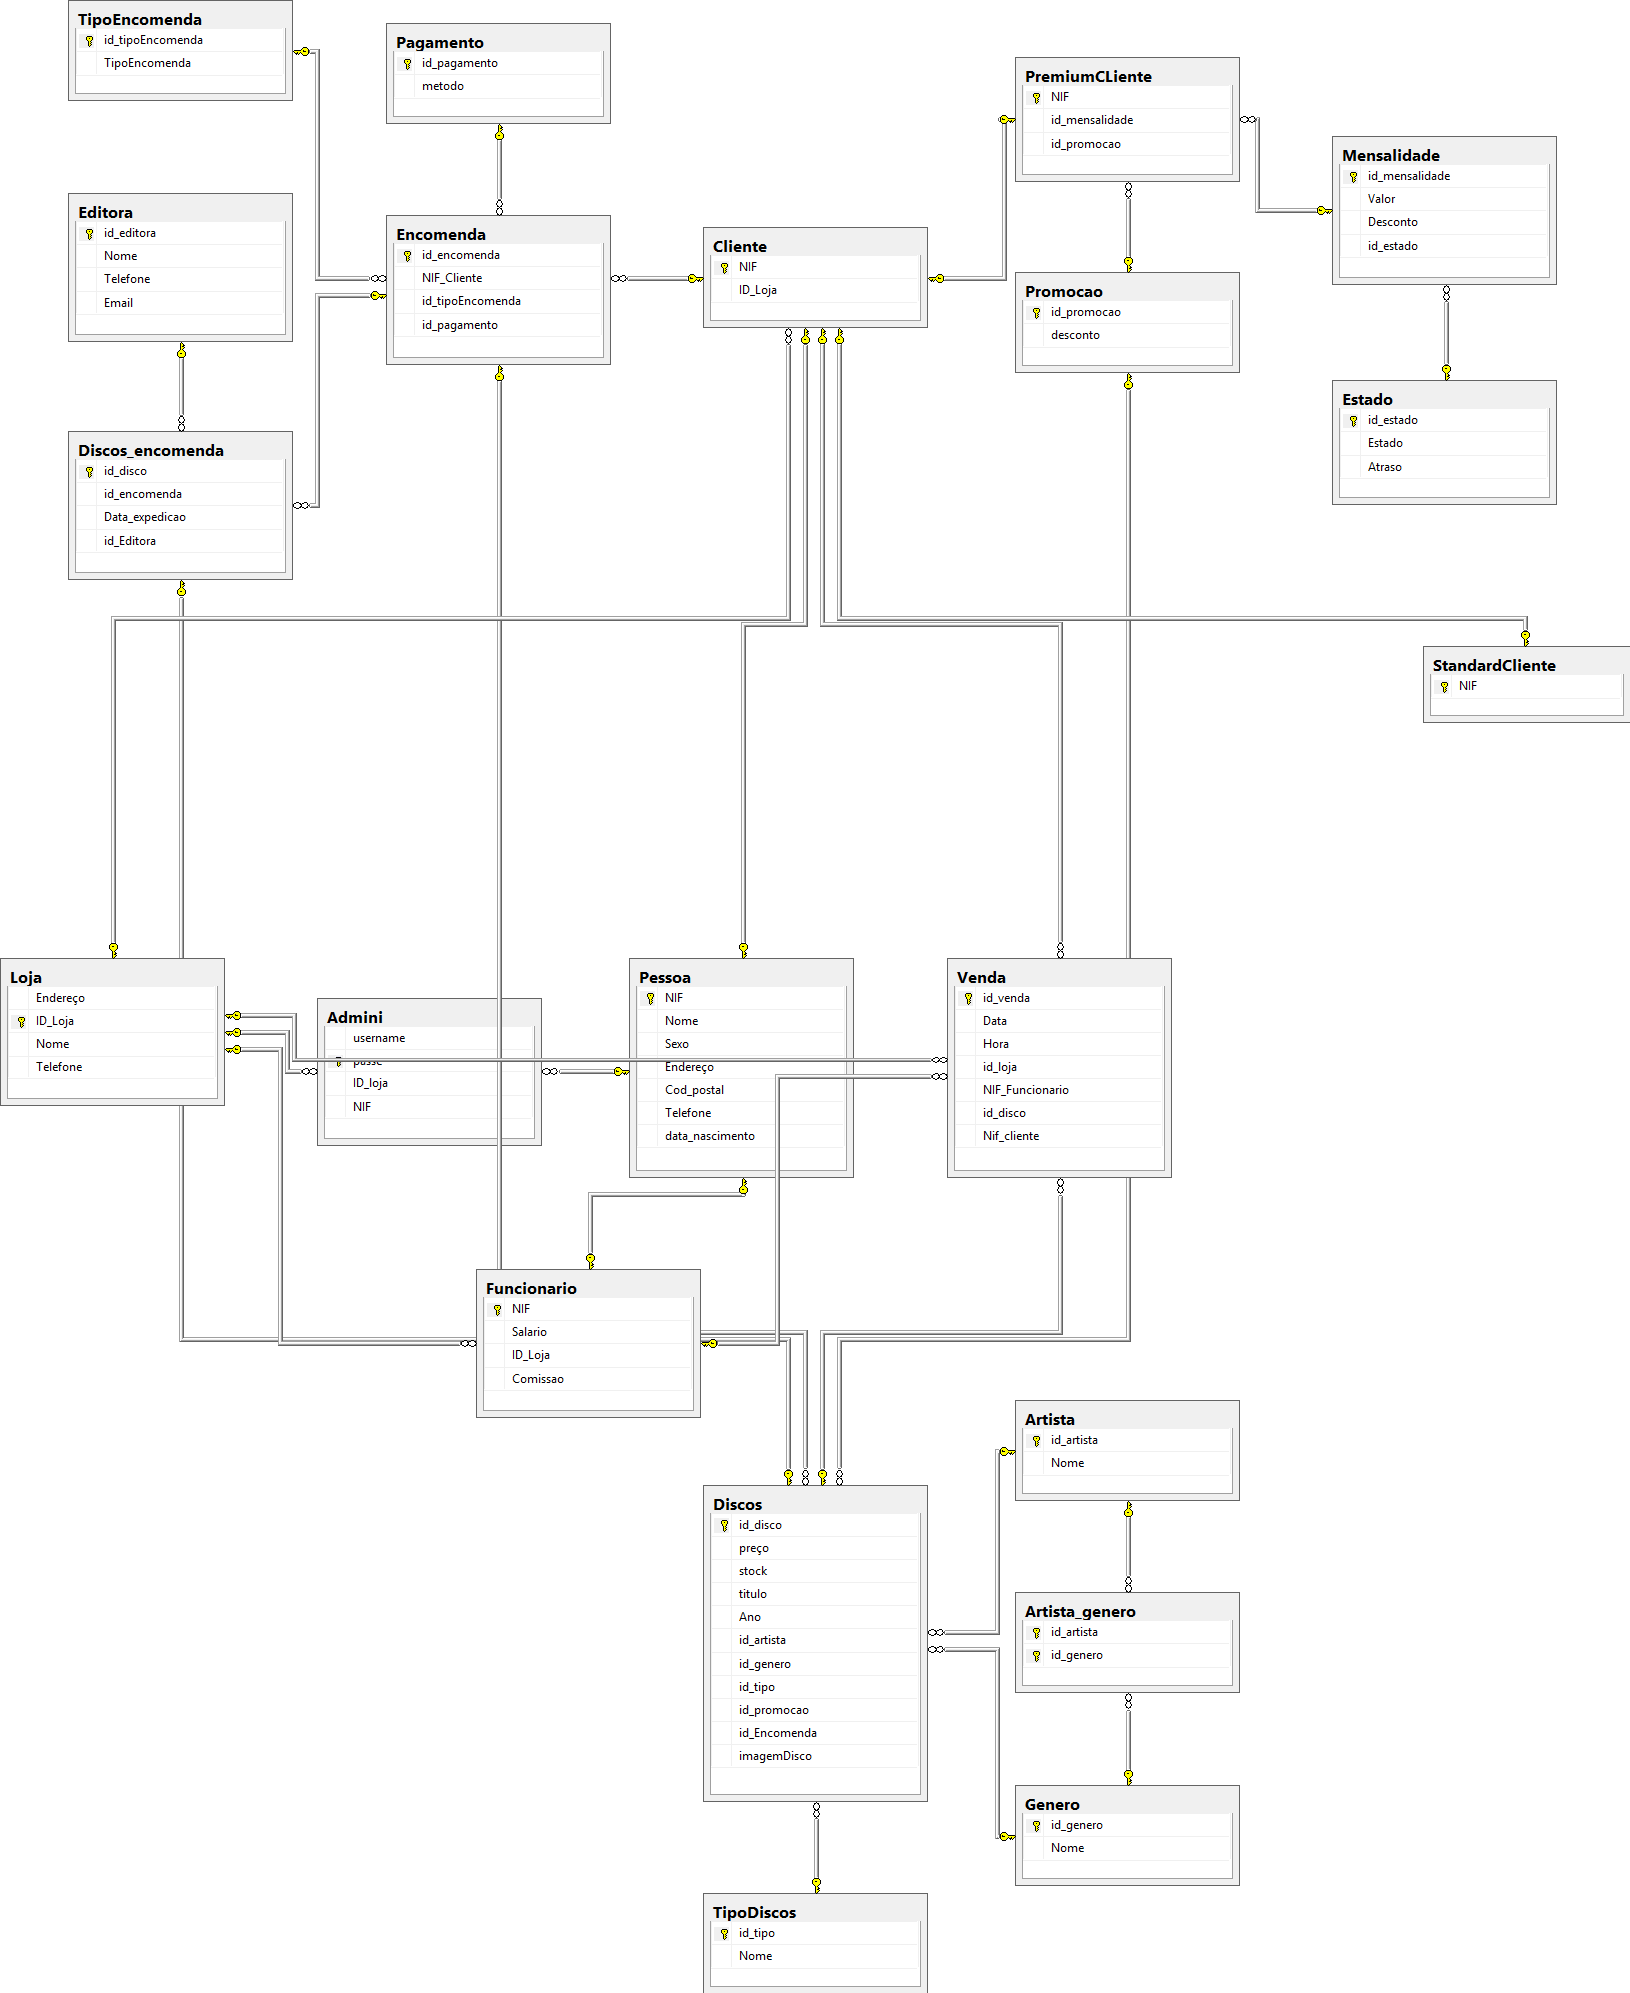 TipoEncomenda
id_tipoEncomenda
TipoEncomenda
Pagamento
id_pagamento
metodo
PremiumCLiente
NIF
id_mensalidade
id_promocao
Mensalidade
id_mensalidade
Valor
Desconto
id_estado
Editora
id_editora
Nome
Telefone
Email
Encomenda
id_encomenda
NIF_Cliente
id_tipoEncomenda
id_pagamento
Cliente
NIF
ID_Loja
Promocao
id_promocao
desconto
Estado
id_estado
Estado
Atraso
Discos_encomenda
id_disco
id_encomenda
Data_expedicao
id_Editora
StandardCliente
NIF
Loja
Endereço
ID_Loja
Nome
Telefone
Admini
username
passe
ID_loja
NIF
Pessoa
NIF
Nome
Sexo
Endereço
Cod_postal
Telefone
data_nascimento
Venda
id_venda
Data
Hora
id_loja
NIF_Funcionario
id_disco
Nif_cliente
Funcionario
NIF
Salario
ID_Loja
Comissao
Artista
id_artista
Nome
Discos
id_disco
preço
stock
titulo
Ano
id_artista
id_genero
id_tipo
id_promocao
id_Encomenda
imagemDisco
Artista_genero
id_artista
id_genero
Genero
id_genero
Nome
TipoDiscos
id_tipo
Nome